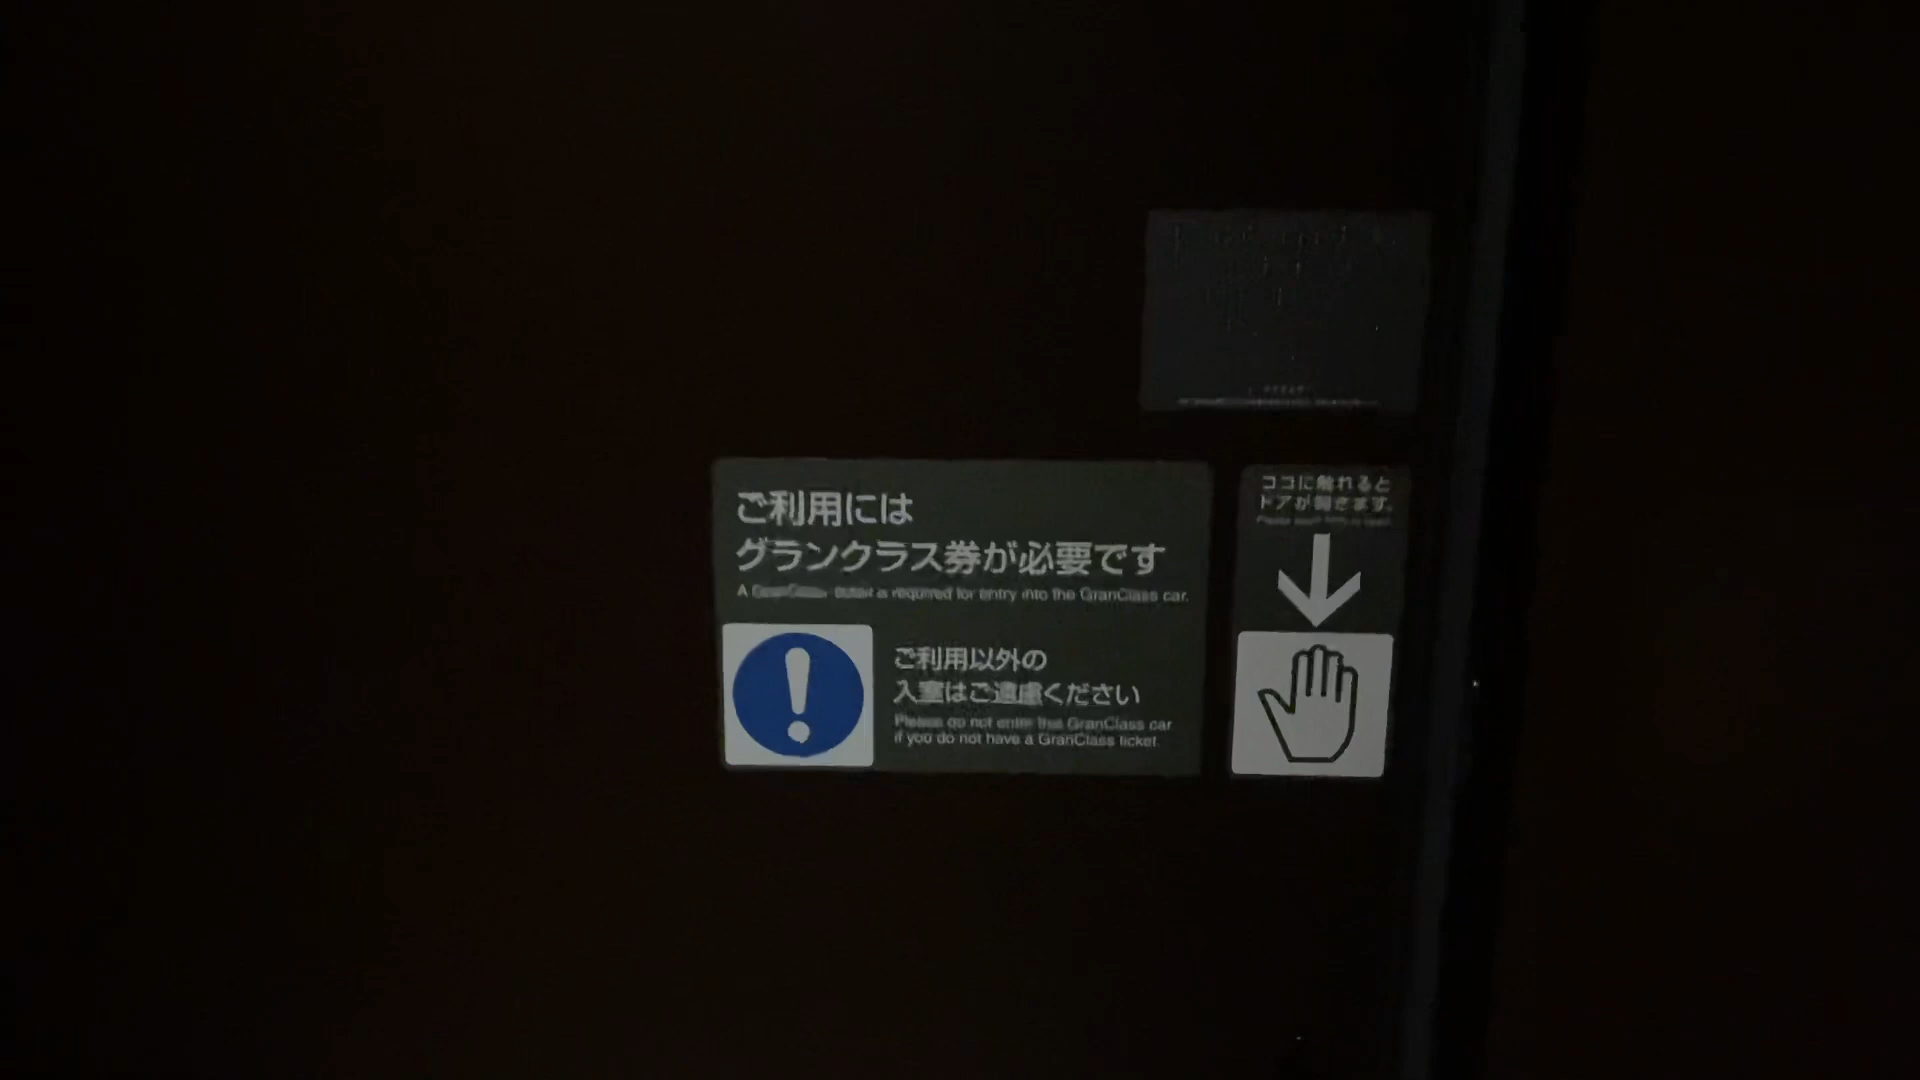 ご利用には
グランクラス券が必要です
A GranClass ticket is required for entry into the GranClass car.
ご利用以外の
入室はご遠慮ください
Please do not enter the GranClass car
if you do not have a GranClass ticket.
ココに触れると
ドアが開きます。